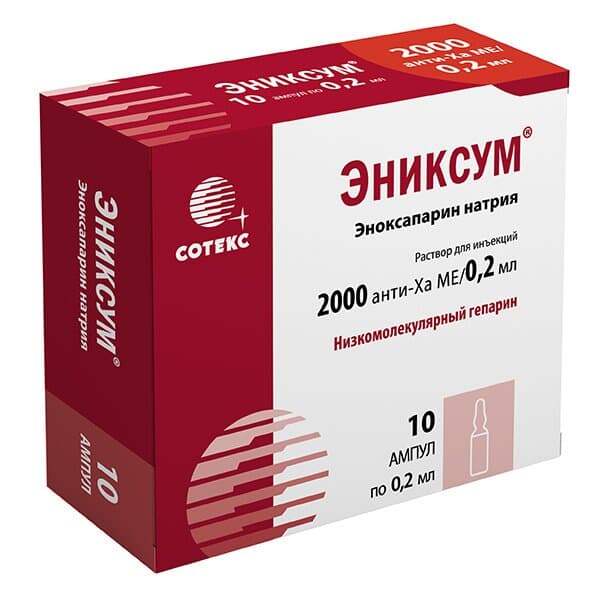 ЭНИКСУМ®
10 ампул по 0,2 мл
2000
анти-Ха МЕ/
0,2 мл
СОТЕКС
ЭНИКСУМ®
Эноксапарин натрия
Раствор для инъекций
2000 анти-Ха МЕ/0,2 мл
Низкомолекулярный гепарин
10
АМПУЛ
по 0,2 мл
ЭНИКСУМ®
Эноксапарин натрия
10
АМПУЛ